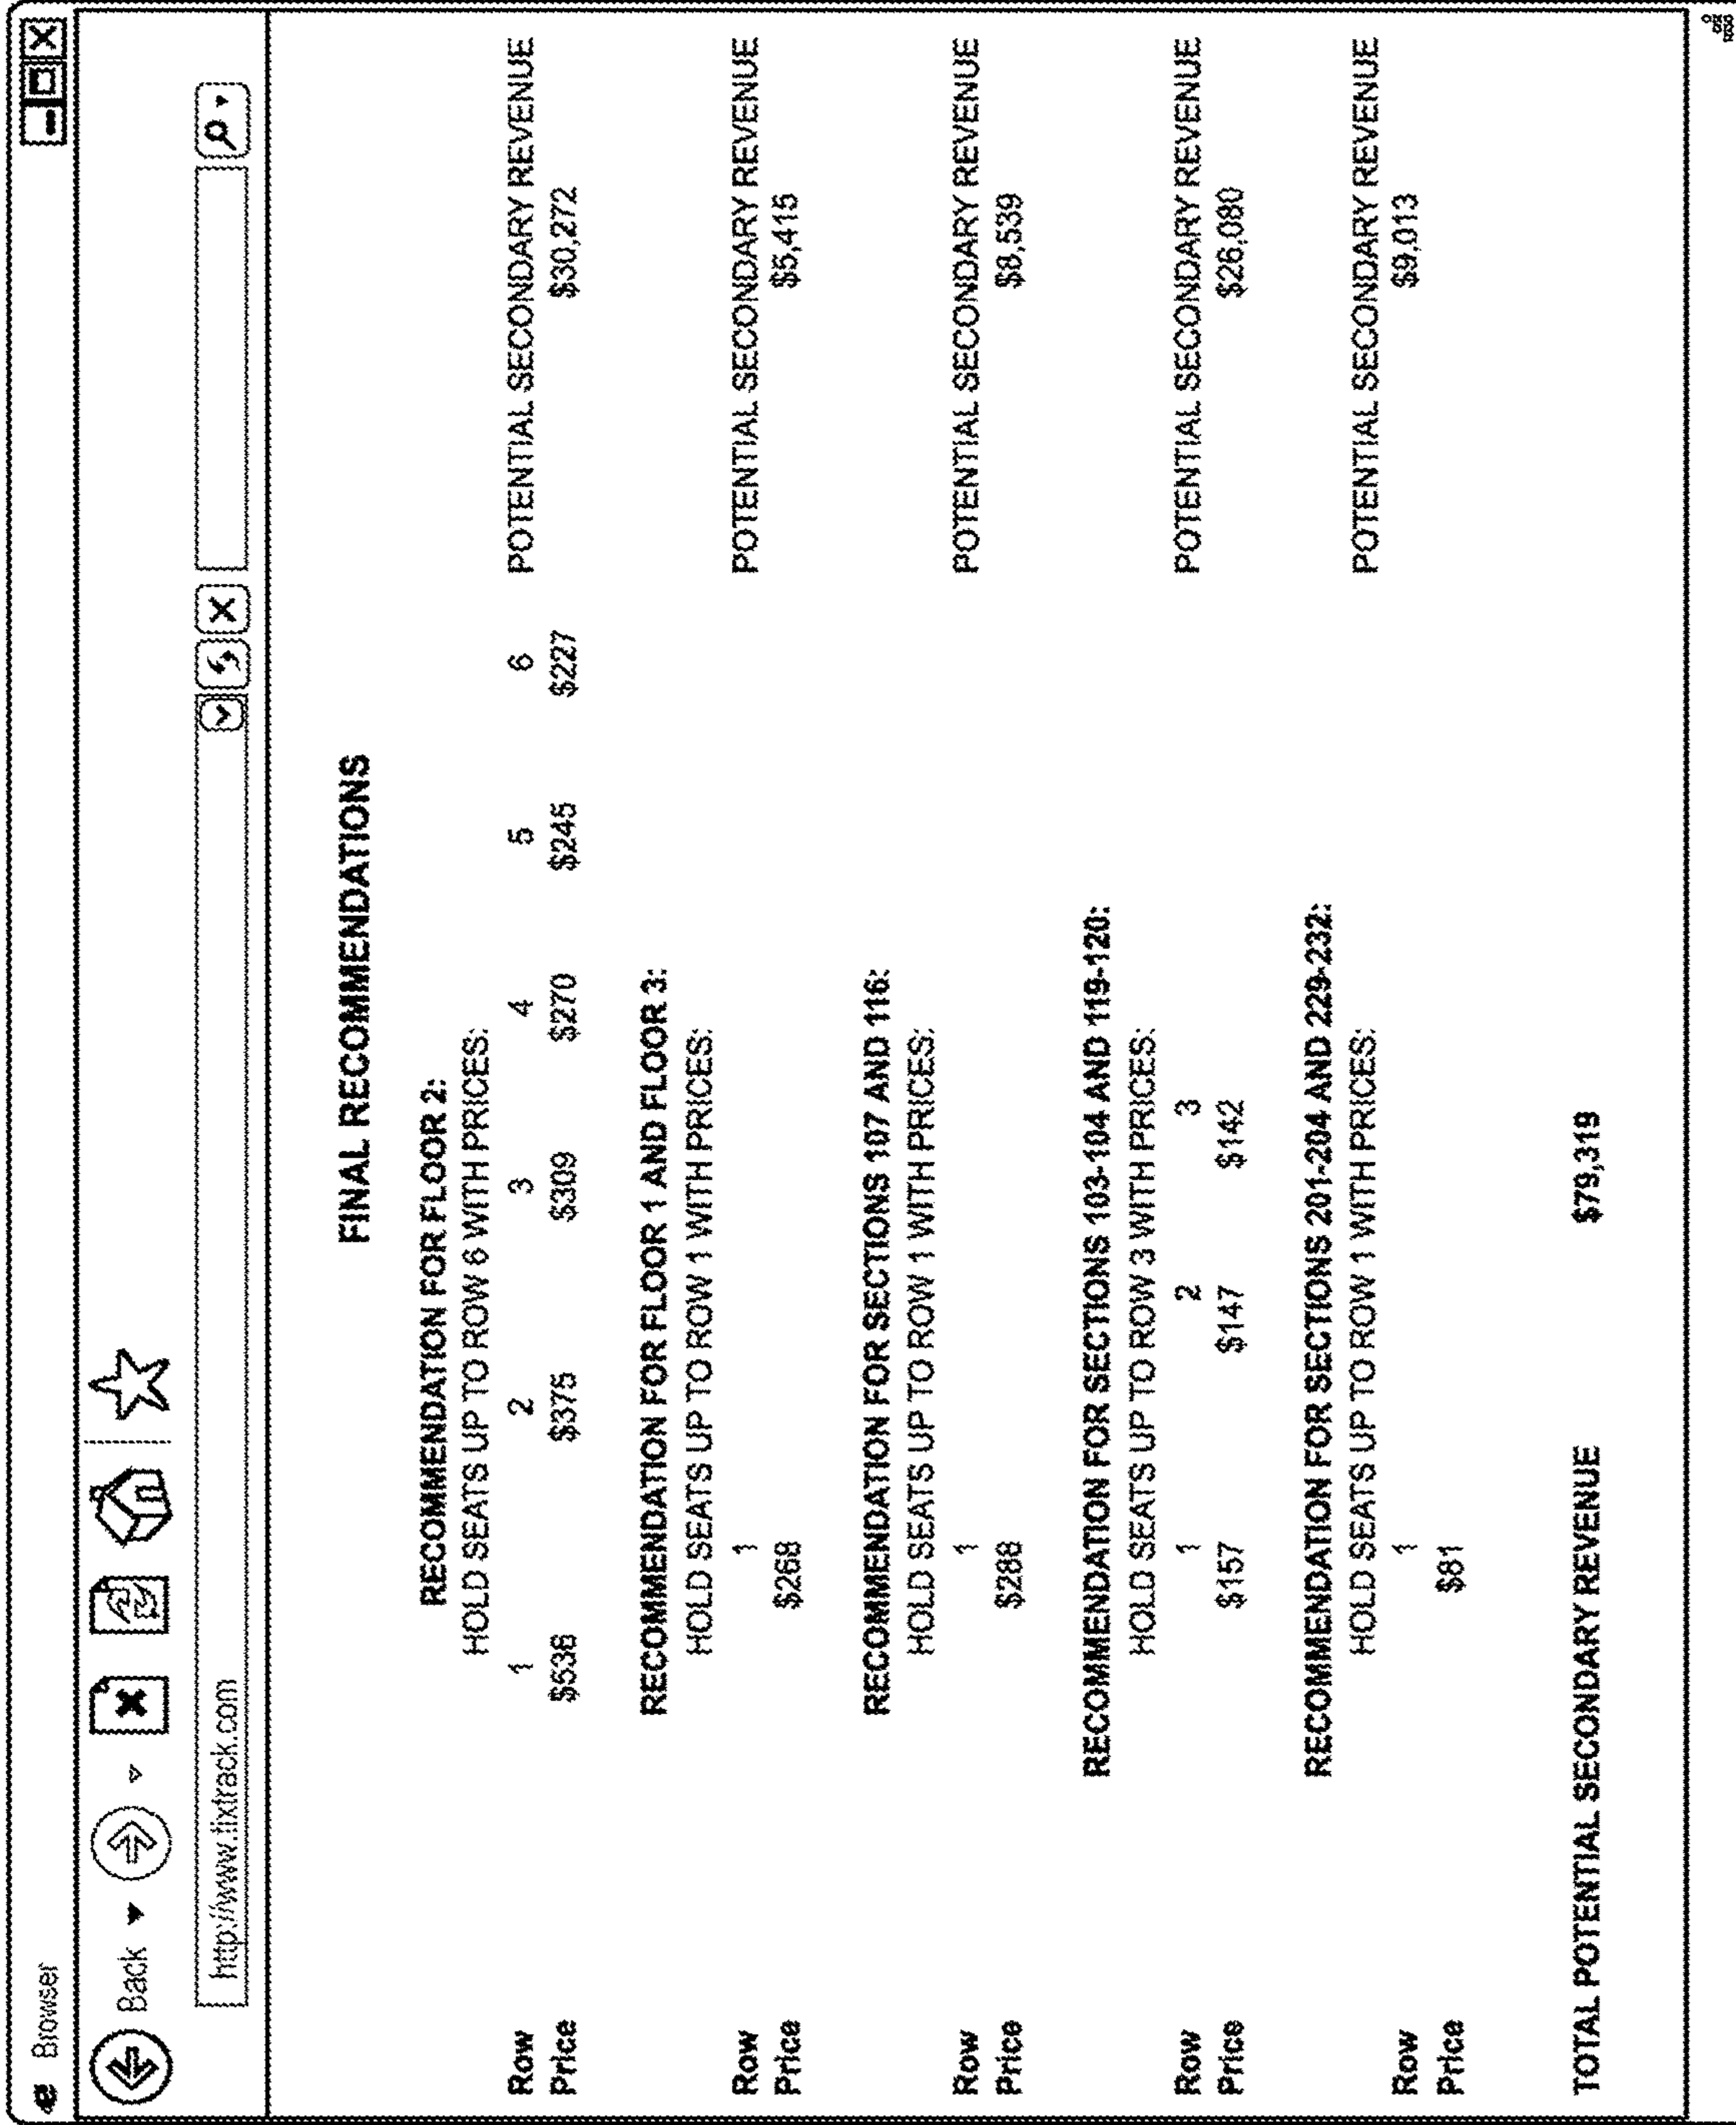 Browser
Back
http://www.tixtrack.com
FINAL RECOMMENDATIONS
RECOMMENDATION FOR FLOOR 2:
HOLD SEATS UP TO ROW 6 WITH PRICES:
Row 1 2 3 4 5 6 POTENTIAL SECONDARY REVENUE
Price $538 $375 $309 $270 $245 $227 $30,272
RECOMMENDATION FOR FLOOR 1 AND FLOOR 3:
HOLD SEATS UP TO ROW 1 WITH PRICES:
Row 1 POTENTIAL SECONDARY REVENUE
Price $268 $5,415
RECOMMENDATION FOR SECTIONS 107 AND 116:
HOLD SEATS UP TO ROW 1 WITH PRICES:
Row 1 POTENTIAL SECONDARY REVENUE
Price $288 $8,539
RECOMMENDATION FOR SECTIONS 103-104 AND 119-120:
HOLD SEATS UP TO ROW 3 WITH PRICES:
Row 1 2 3 POTENTIAL SECONDARY REVENUE
Price $157 $147 $142 $26,080
RECOMMENDATION FOR SECTIONS 201-204 AND 229-232:
HOLD SEATS UP TO ROW 1 WITH PRICES:
POTENTIAL SECONDARY REVENUE
Row 1 $9,013
Price $81
TOTAL POTENTIAL SECONDARY REVENUE $79,319